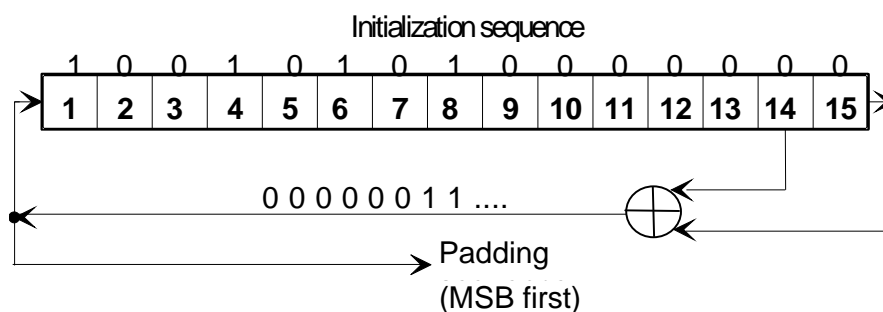 Initialization sequence
1 0 0 1 0 1 0 1 0 0 0 0 0 0 0
1 2 3 4 5 6 7 8 9 10 11 12 13 14 15
0 0 0 0 0 0 1 1 ....
Padding
(MSB first)